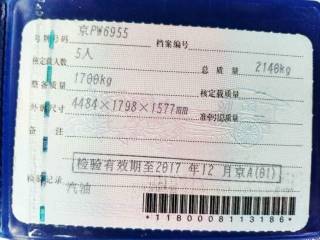 号牌号码 京PW6955 档案编号
核定载人数 5人 总质量 2140kg
整备质量 1700kg 核定载质量
外廓尺寸 4484×1798×1577mm 准牵引总质量
备注
检验有效期至2017年12月京A(01)
检验记录 汽油
*1180008113186*